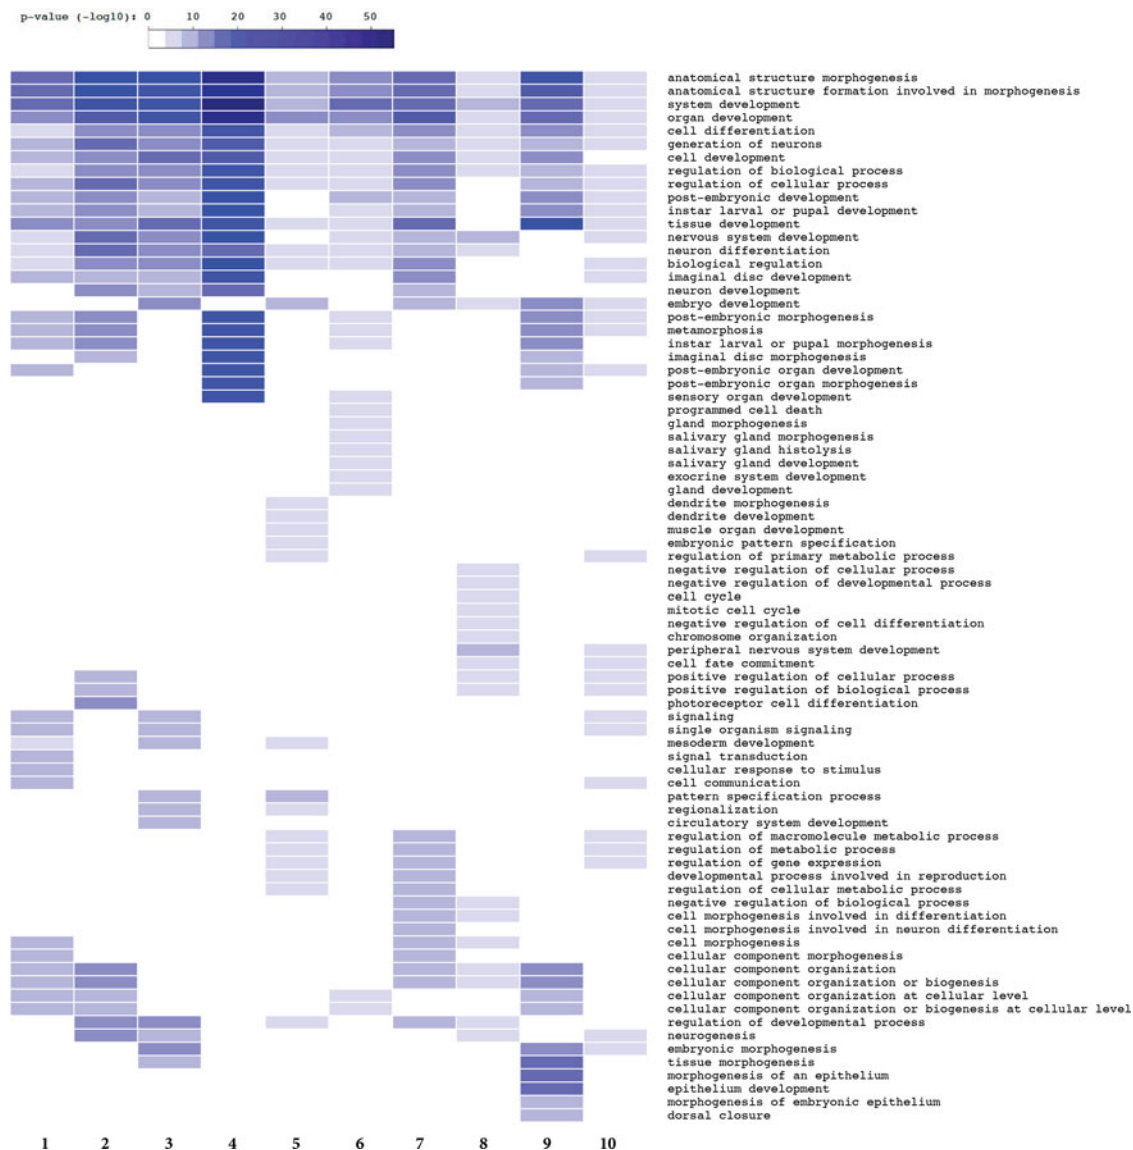 p-value (-log10): 0 10 20 30 40 50
anatomical structure morphogenesis
anatomical structure formation involved in morphogenesis
system development
organ development
cell differentiation
generation of neurons
cell development
regulation of biological process
regulation of cellular process
post-embryonic development
instar larval or pupal development
tissue development
nervous system development
neuron differentiation
biological regulation
imaginal disc development
neuron development
embryo development
post-embryonic morphogenesis
metamorphosis
instar larval or pupal morphogenesis
imaginal disc morphogenesis
post-embryonic organ development
post-embryonic organ morphogenesis
sensory organ development
programmed cell death
gland morphogenesis
salivary gland morphogenesis
salivary gland histolysis
salivary gland development
exocrine system development
gland development
dendrite morphogenesis
dendrite development
muscle organ development
embryonic pattern specification
regulation of primary metabolic process
negative regulation of cellular process
negative regulation of developmental process
cell cycle
mitotic cell cycle
negative regulation of cell differentiation
chromosome organization
peripheral nervous system development
cell fate commitment
positive regulation of cellular process
positive regulation of biological process
photoreceptor cell differentiation
signaling
single organism signaling
mesoderm development
signal transduction
cellular response to stimulus
cell communication
pattern specification process
regionalization
circulatory system development
regulation of macromolecule metabolic process
regulation of metabolic process
regulation of gene expression
developmental process involved in reproduction
regulation of cellular metabolic process
negative regulation of biological process
cell morphogenesis involved in differentiation
cell morphogenesis involved in neuron differentiation
cell morphogenesis
cellular component morphogenesis
cellular component organization
cellular component organization or biogenesis
cellular component organization at cellular level
cellular component organization or biogenesis at cellular level
regulation of developmental process
neurogenesis
embryonic morphogenesis
tissue morphogenesis
morphogenesis of an epithelium
epithelium development
morphogenesis of embryonic epithelium
dorsal closure
1 2 3 4 5 6 7 8 9 10